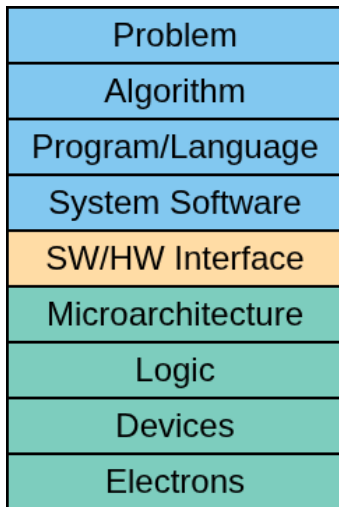 Problem
Algorithm
Program/Language
System Software
SW/HW Interface
Microarchitecture
Logic
Devices
Electrons